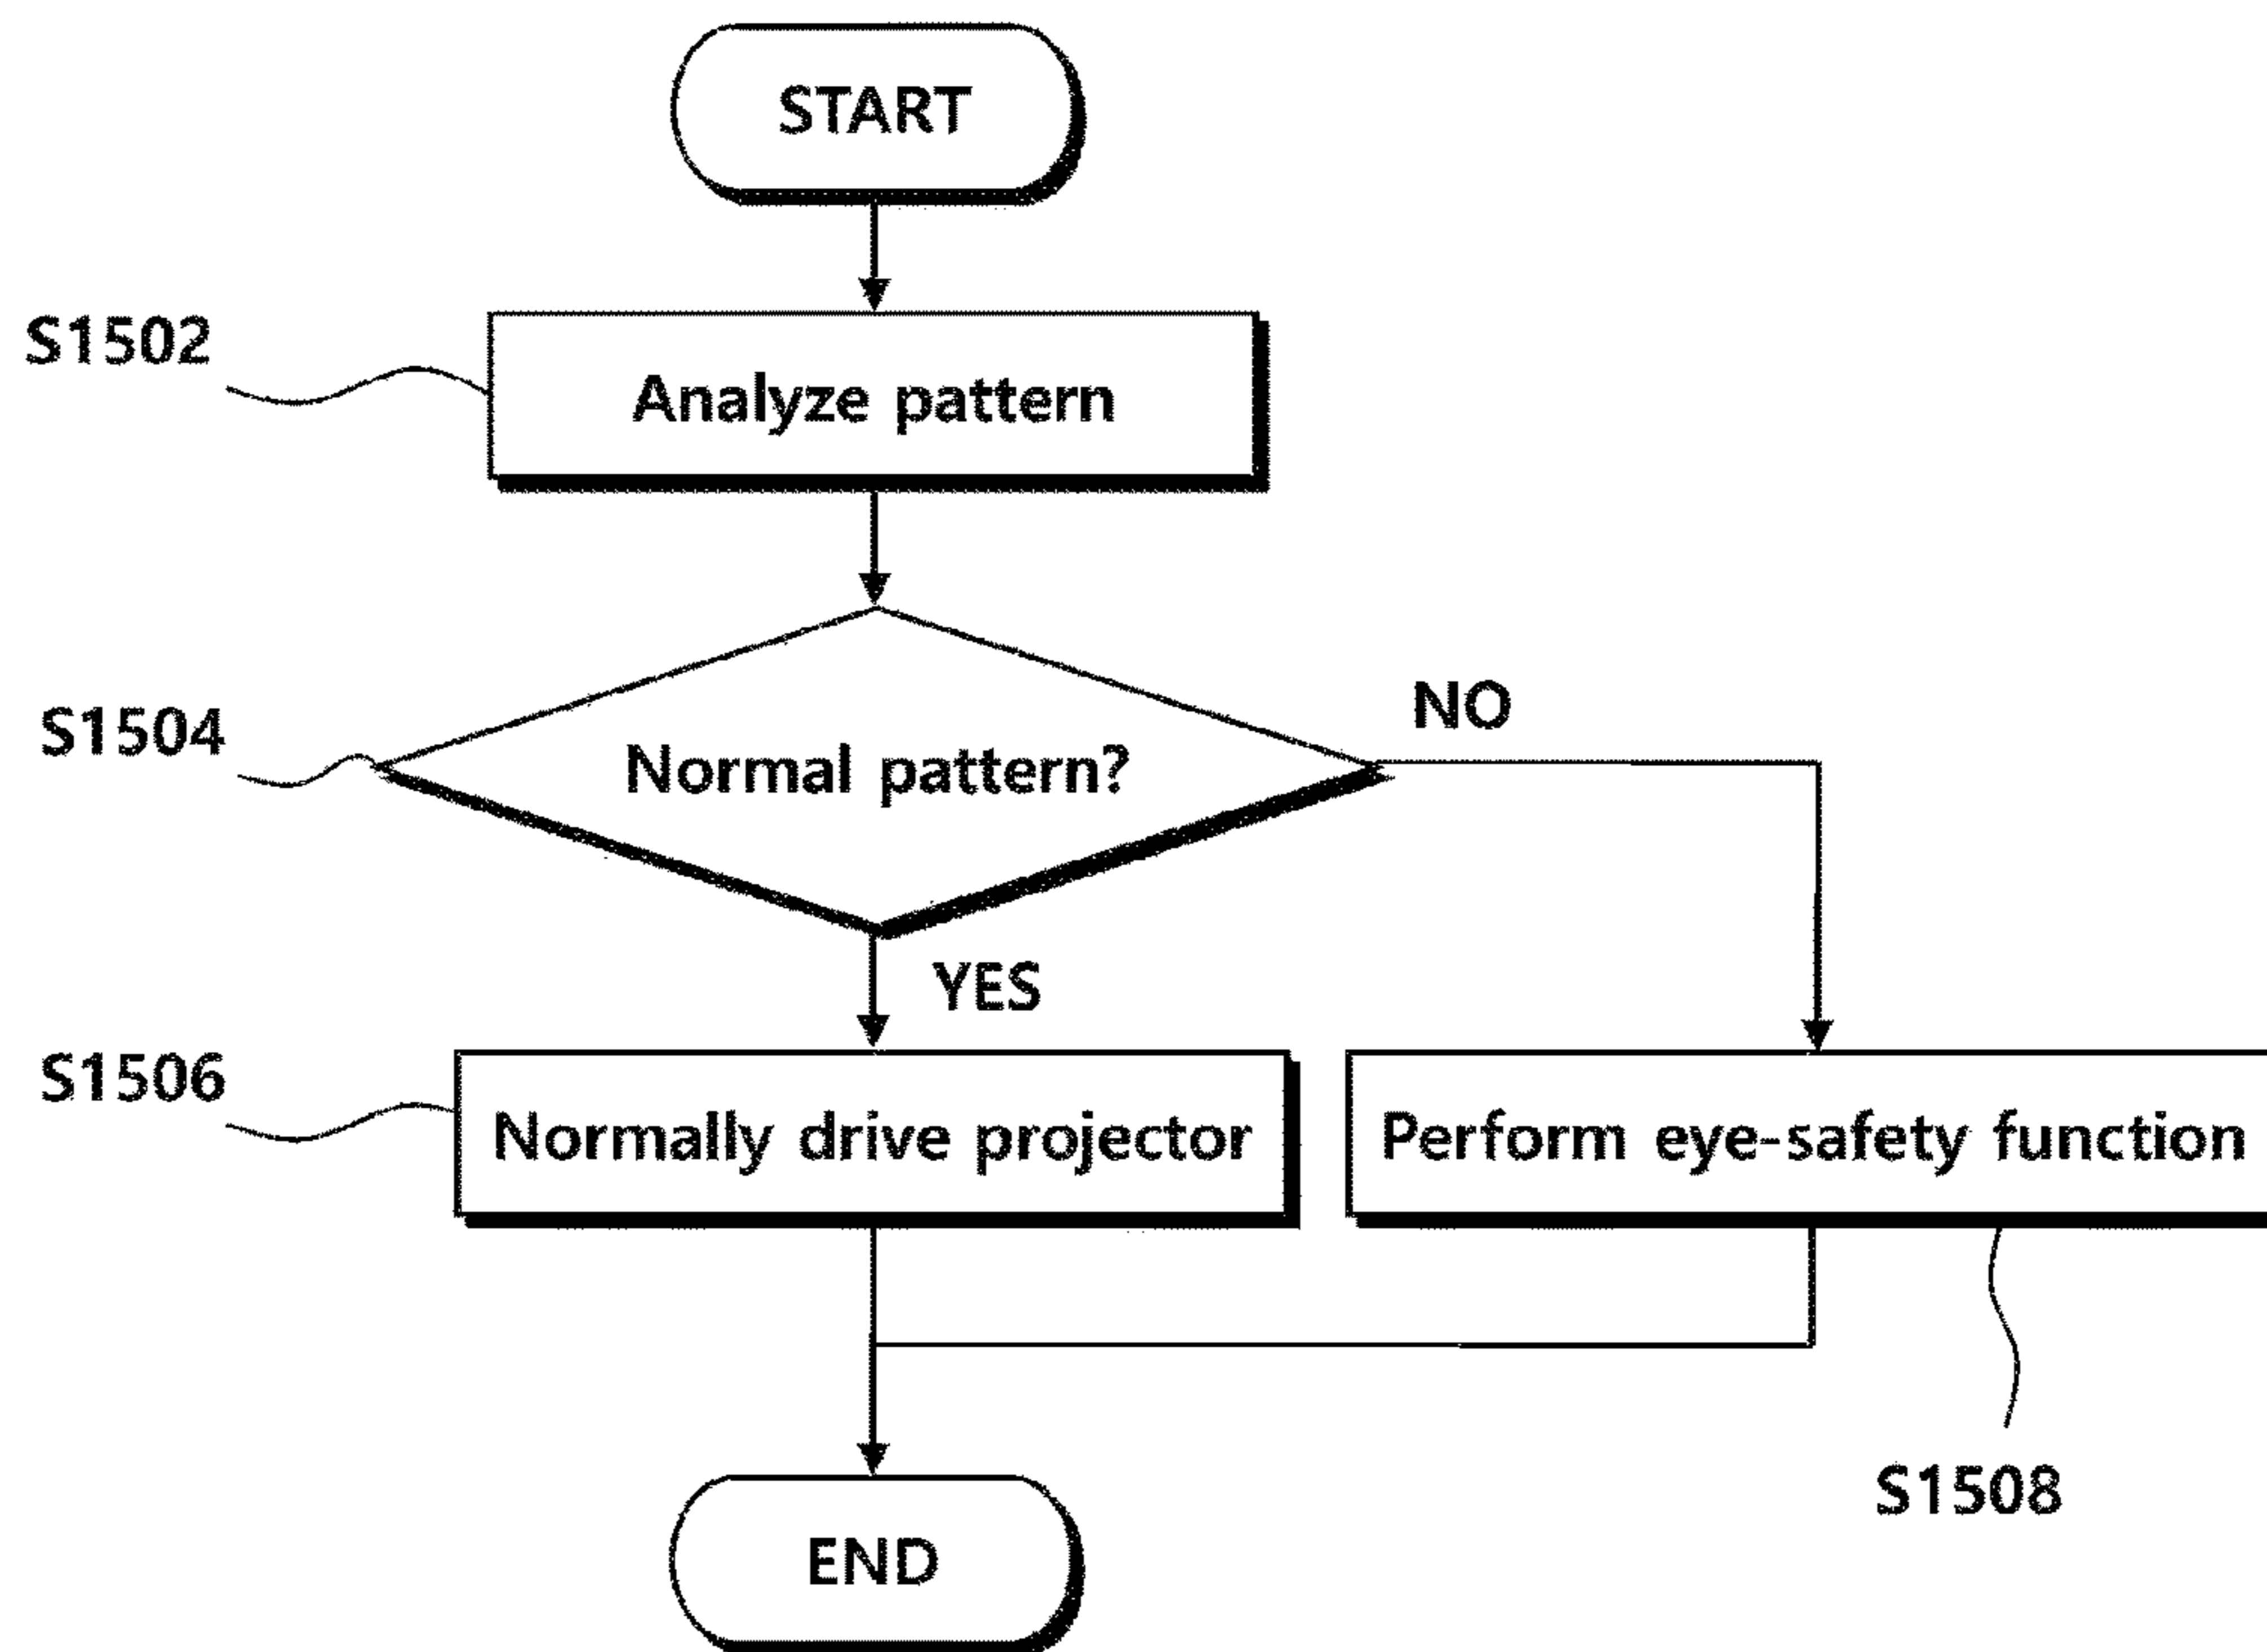 START
S1502
Analyze pattern
S1504
Normal pattern?
NO
YES
S1506
Normally drive projector
Perform eye-safety function
S1508
END